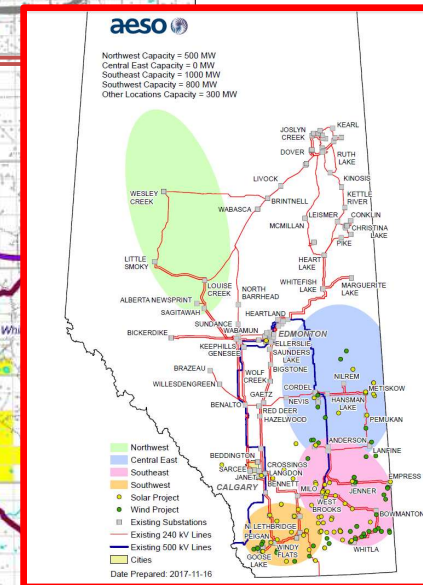 aeso
Northwest Capacity = 500 MW
Central East Capacity = 0 MW
Southeast Capacity = 1000 MW
Southwest Capacity = 800 MW
Other Locations Capacity = 300 MW
KEARL
JOSLYN
CREEK
DOVER
RUTH
LAKE
LIVOCK
KINOSIS
WESLEY
CREEK
BRINTNELL
KETTLE
RIVER
WABASCA
LEISMER
CONKLIN
MCMILLAN
CHRISTINA
LAKE
PIKE
LITTLE
SMOKY
HEART
LAKE
LOUISE
CREEK
WHITEFISH
LAKE
MARGUERITE
LAKE
ALBERTA NEWSPRINT
NORTH
BARRHEAD
SAGITAWAH
HEARTLAND
SUNDANCE
BICKERDIKE
WABAMUN
EDMONTON
KEEPHILLS
ELLERSLIE
GENESEE
SAUNDERS
LAKE
BRAZEAU
WOLF
CREEK
BIGSTONE
NILREM
CORDEL
METISKOW
WILLESDENGREEN
GAETZ
NEVIS
HANSMAN
LAKE
BENALTO
RED DEER
PEMUKAN
HAZELWOOD
ANDERSON
LANFINE
Northwest
Central East
Southeast
Southwest
Solar Project
Wind Project
Existing Substations
Existing 240 kV Lines
Existing 500 kV Lines
Cities
BEDDINGTON
CROSSINGS
SARCEE
LANGDON
EMPRESS
JANET
BENNETT
MILO
JENNER
CALGARY
WEST
BROOKS
BOWMANTON
N LETHBRIDGE
PEIGAN
WINDY
FLATS
WHITLA
GOOSE
LAKE
Date Prepared: 2017-11-16